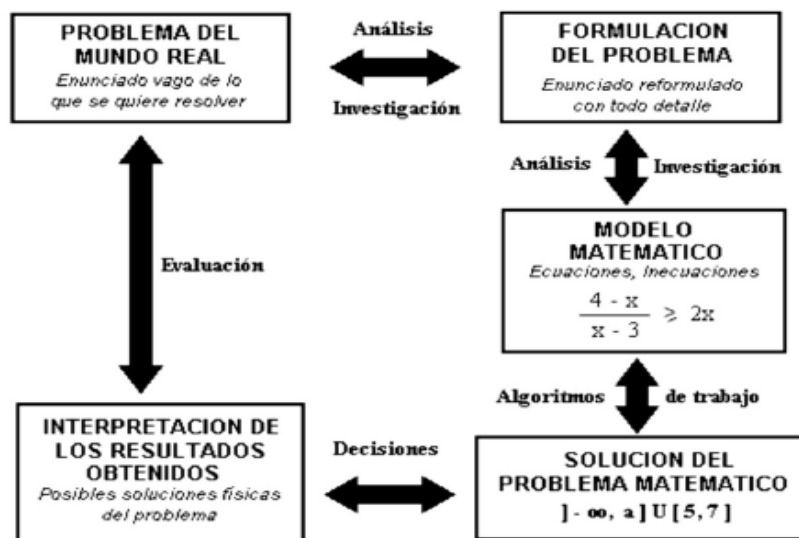 PROBLEMA DEL
MUNDO REAL
Enunciado vago de lo
que se quiere resolver
Análisis
Investigación
FORMULACION
DEL PROBLEMA
Enunciado reformulado
con todo detalle
Análisis
Investigación
MODELO
MATEMATICO
Ecuaciones, Inecuaciones
4 - x
x - 3
⩾ 2x
Evaluación
Algoritmos
de trabajo
INTERPRETACION DE
LOS RESULTADOS
OBTENIDOS
Posibles soluciones físicas
del problema
Decisiones
SOLUCION DEL
PROBLEMA MATEMATICO
] - ∞, a ] U [ 5 , 7 ]